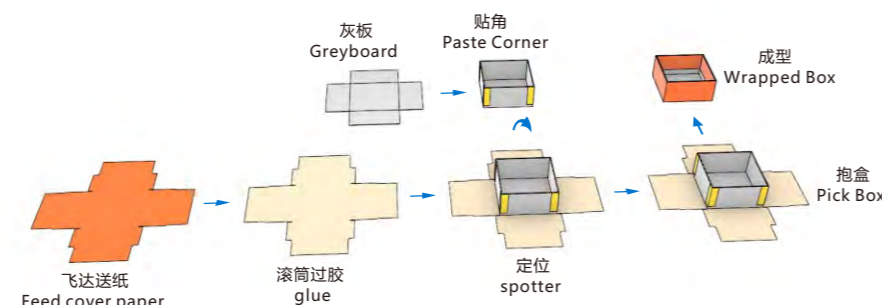 灰板
Greyboard
贴角
Paste Corner
成型
Wrapped Box
抱盒
Pick Box
飞达送纸
Feed cover paper
滚筒过胶
glue
定位
spotter